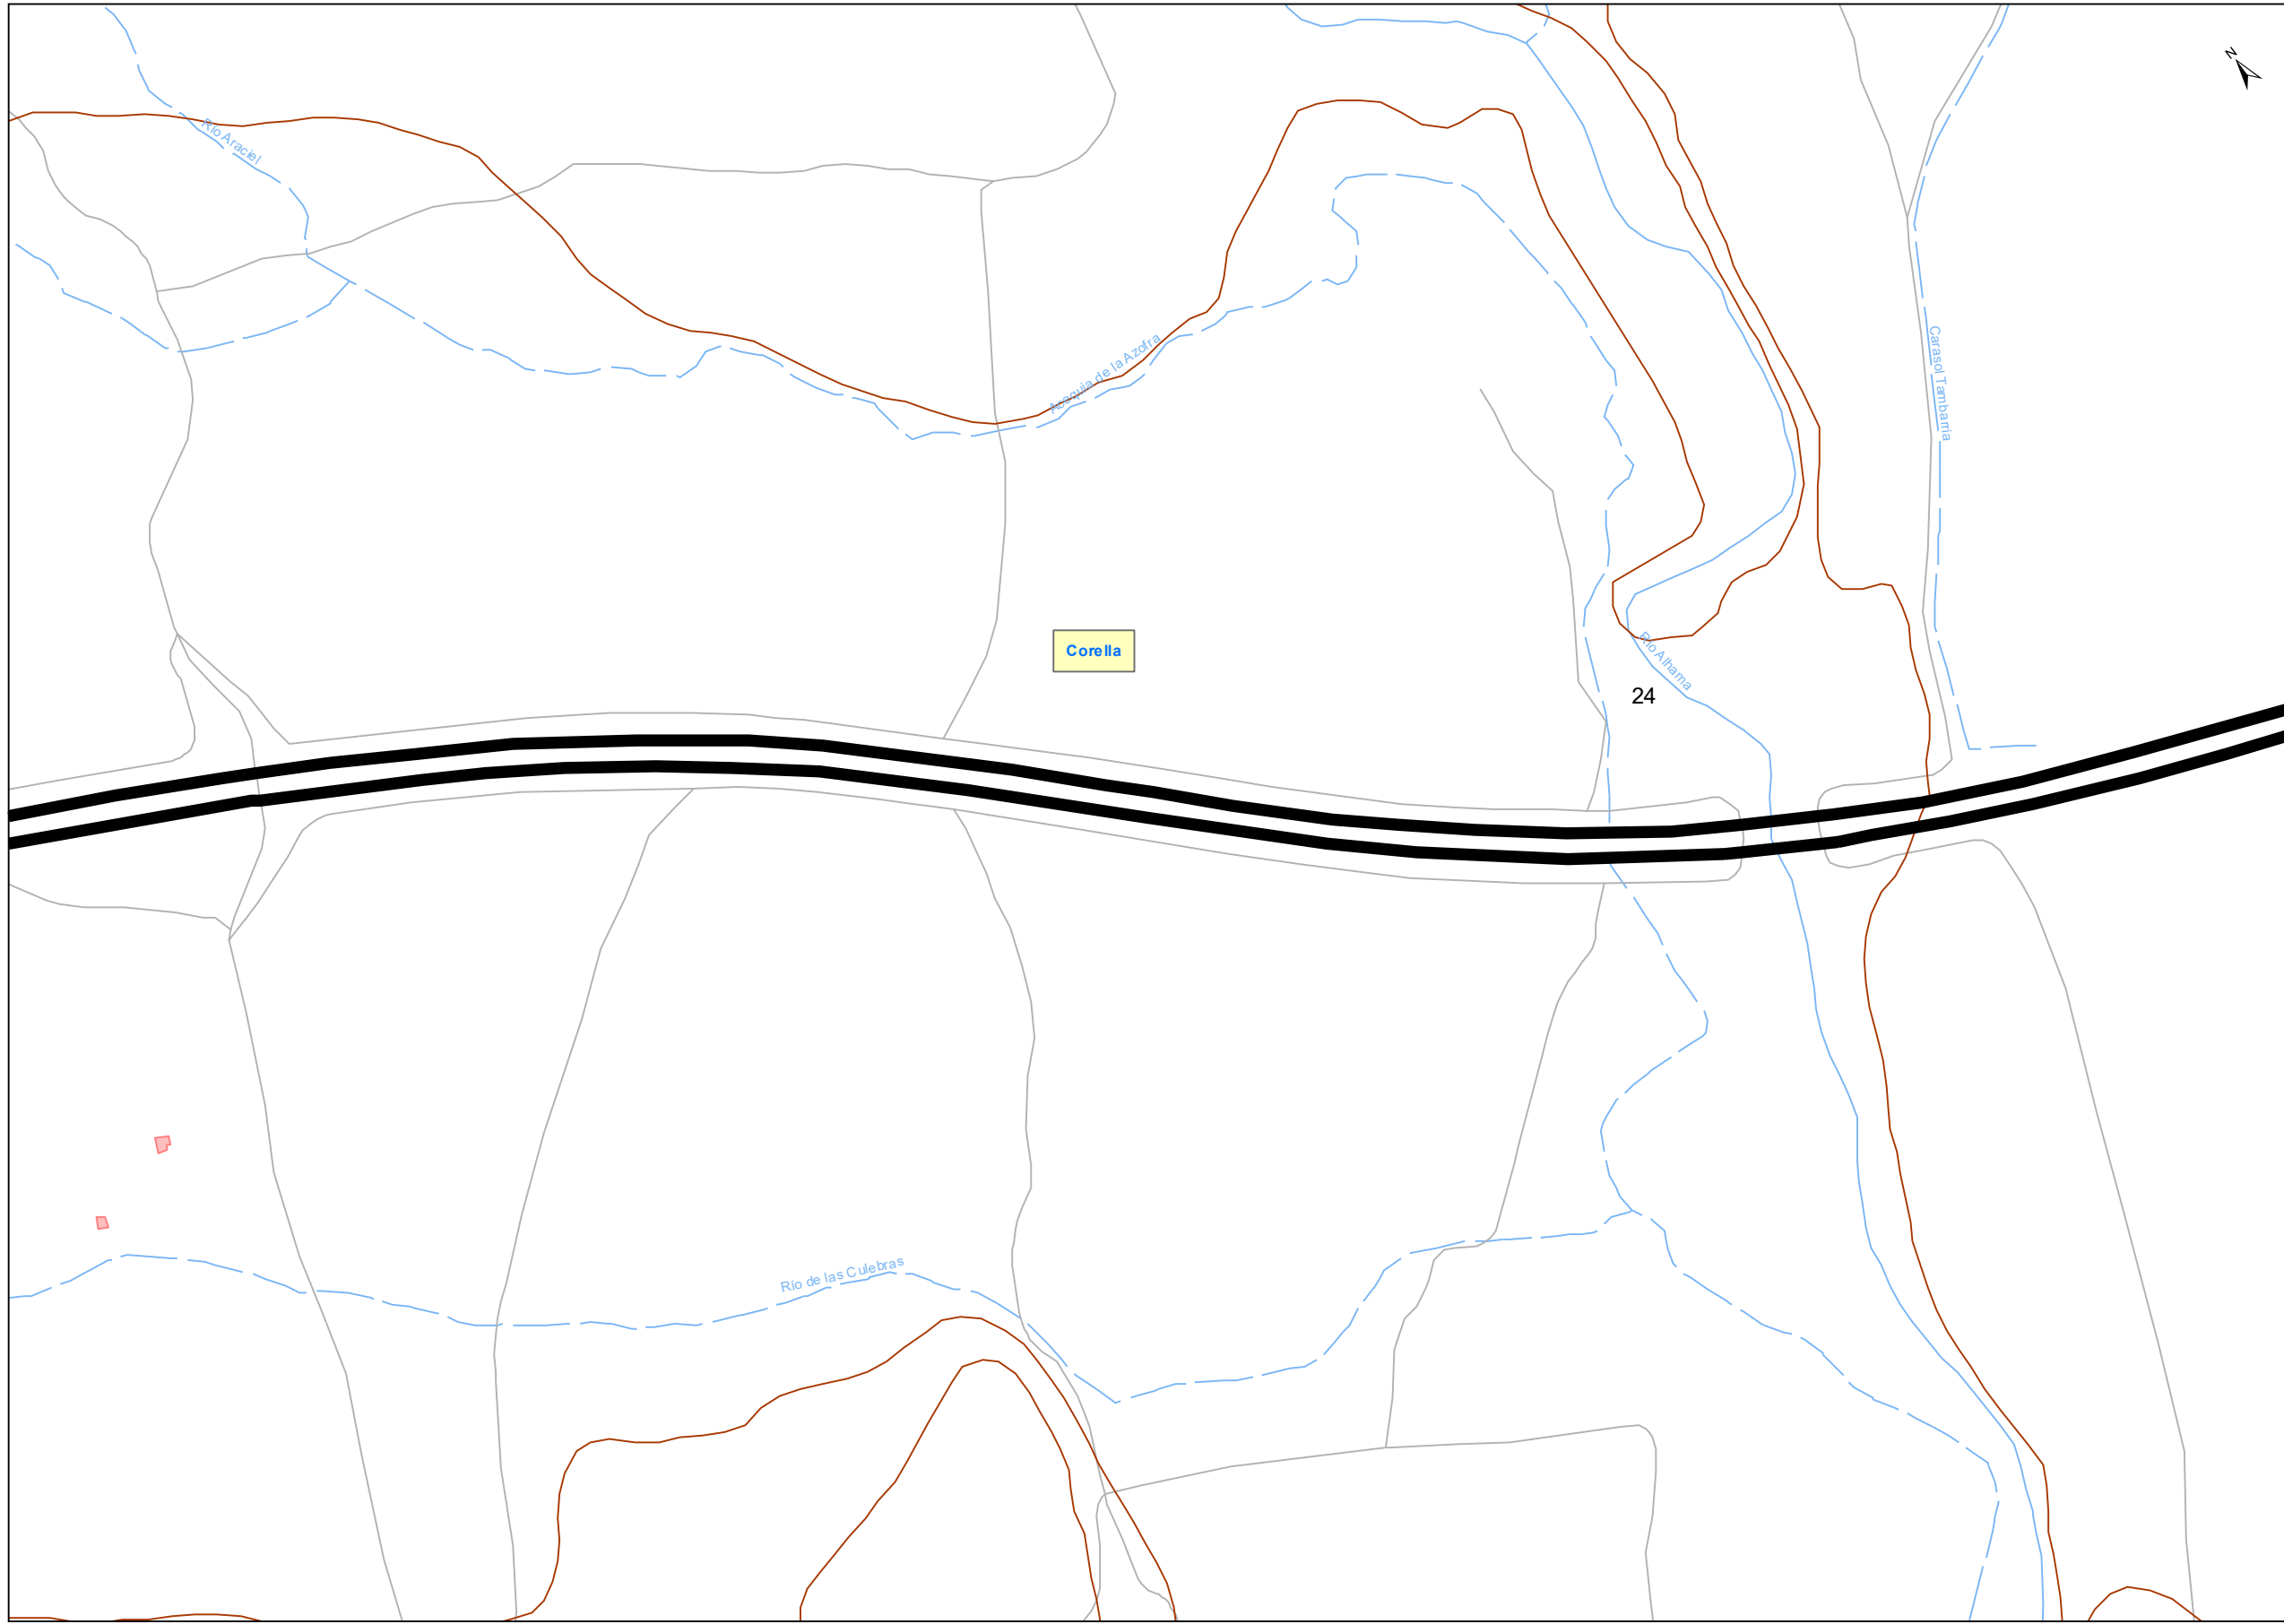 N
Río Araciel
Acequia de la Azofra
Carasol Tambarria
Corella
Río Alhama
24
Río de las Culebras